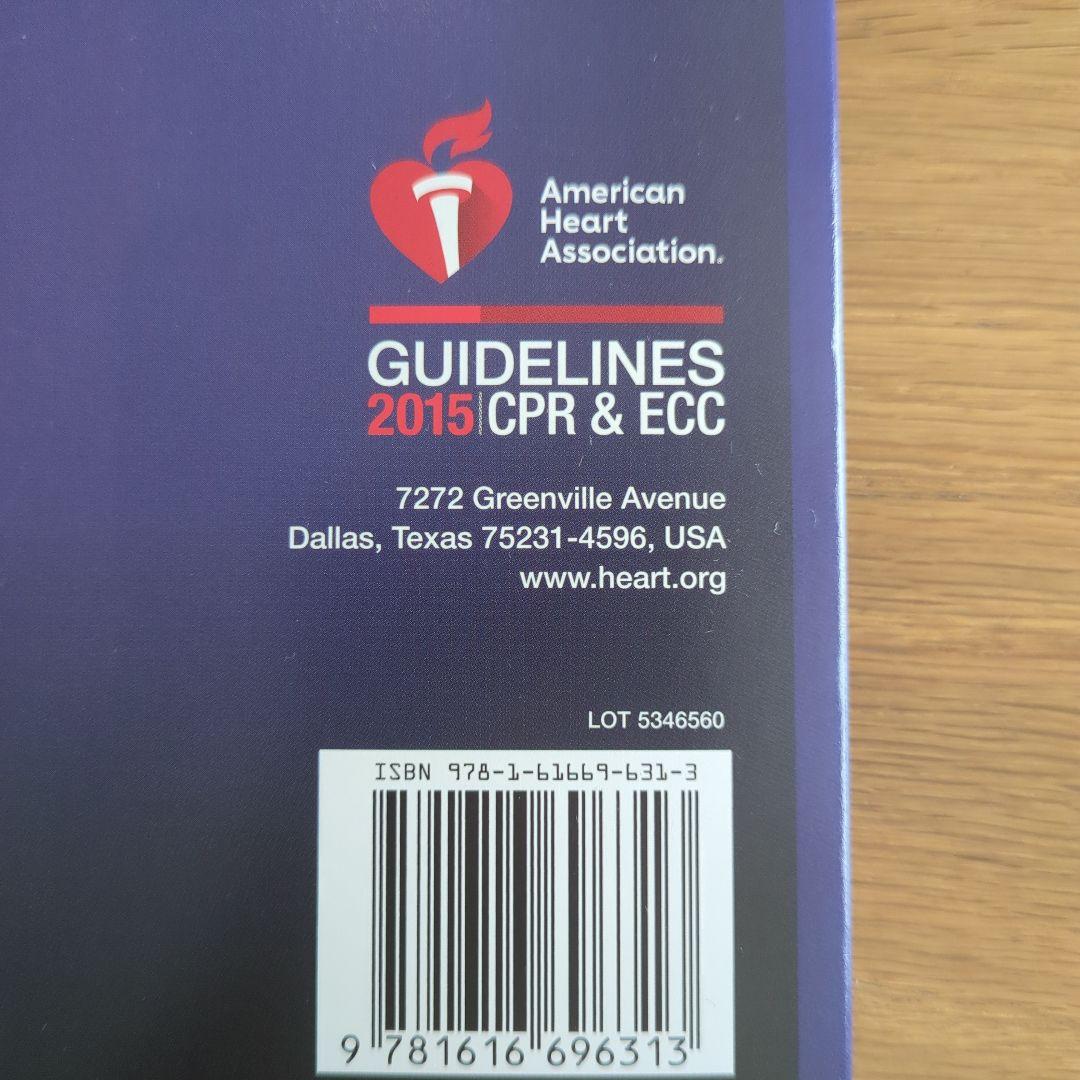 American
Heart
Association®
GUIDELINES
2015 | CPR & ECC
7272 Greenville Avenue
Dallas, Texas 75231-4596, USA
www.heart.org
LOT 5346560
ISBN 978-1-61669-631-3
9 781616 696313